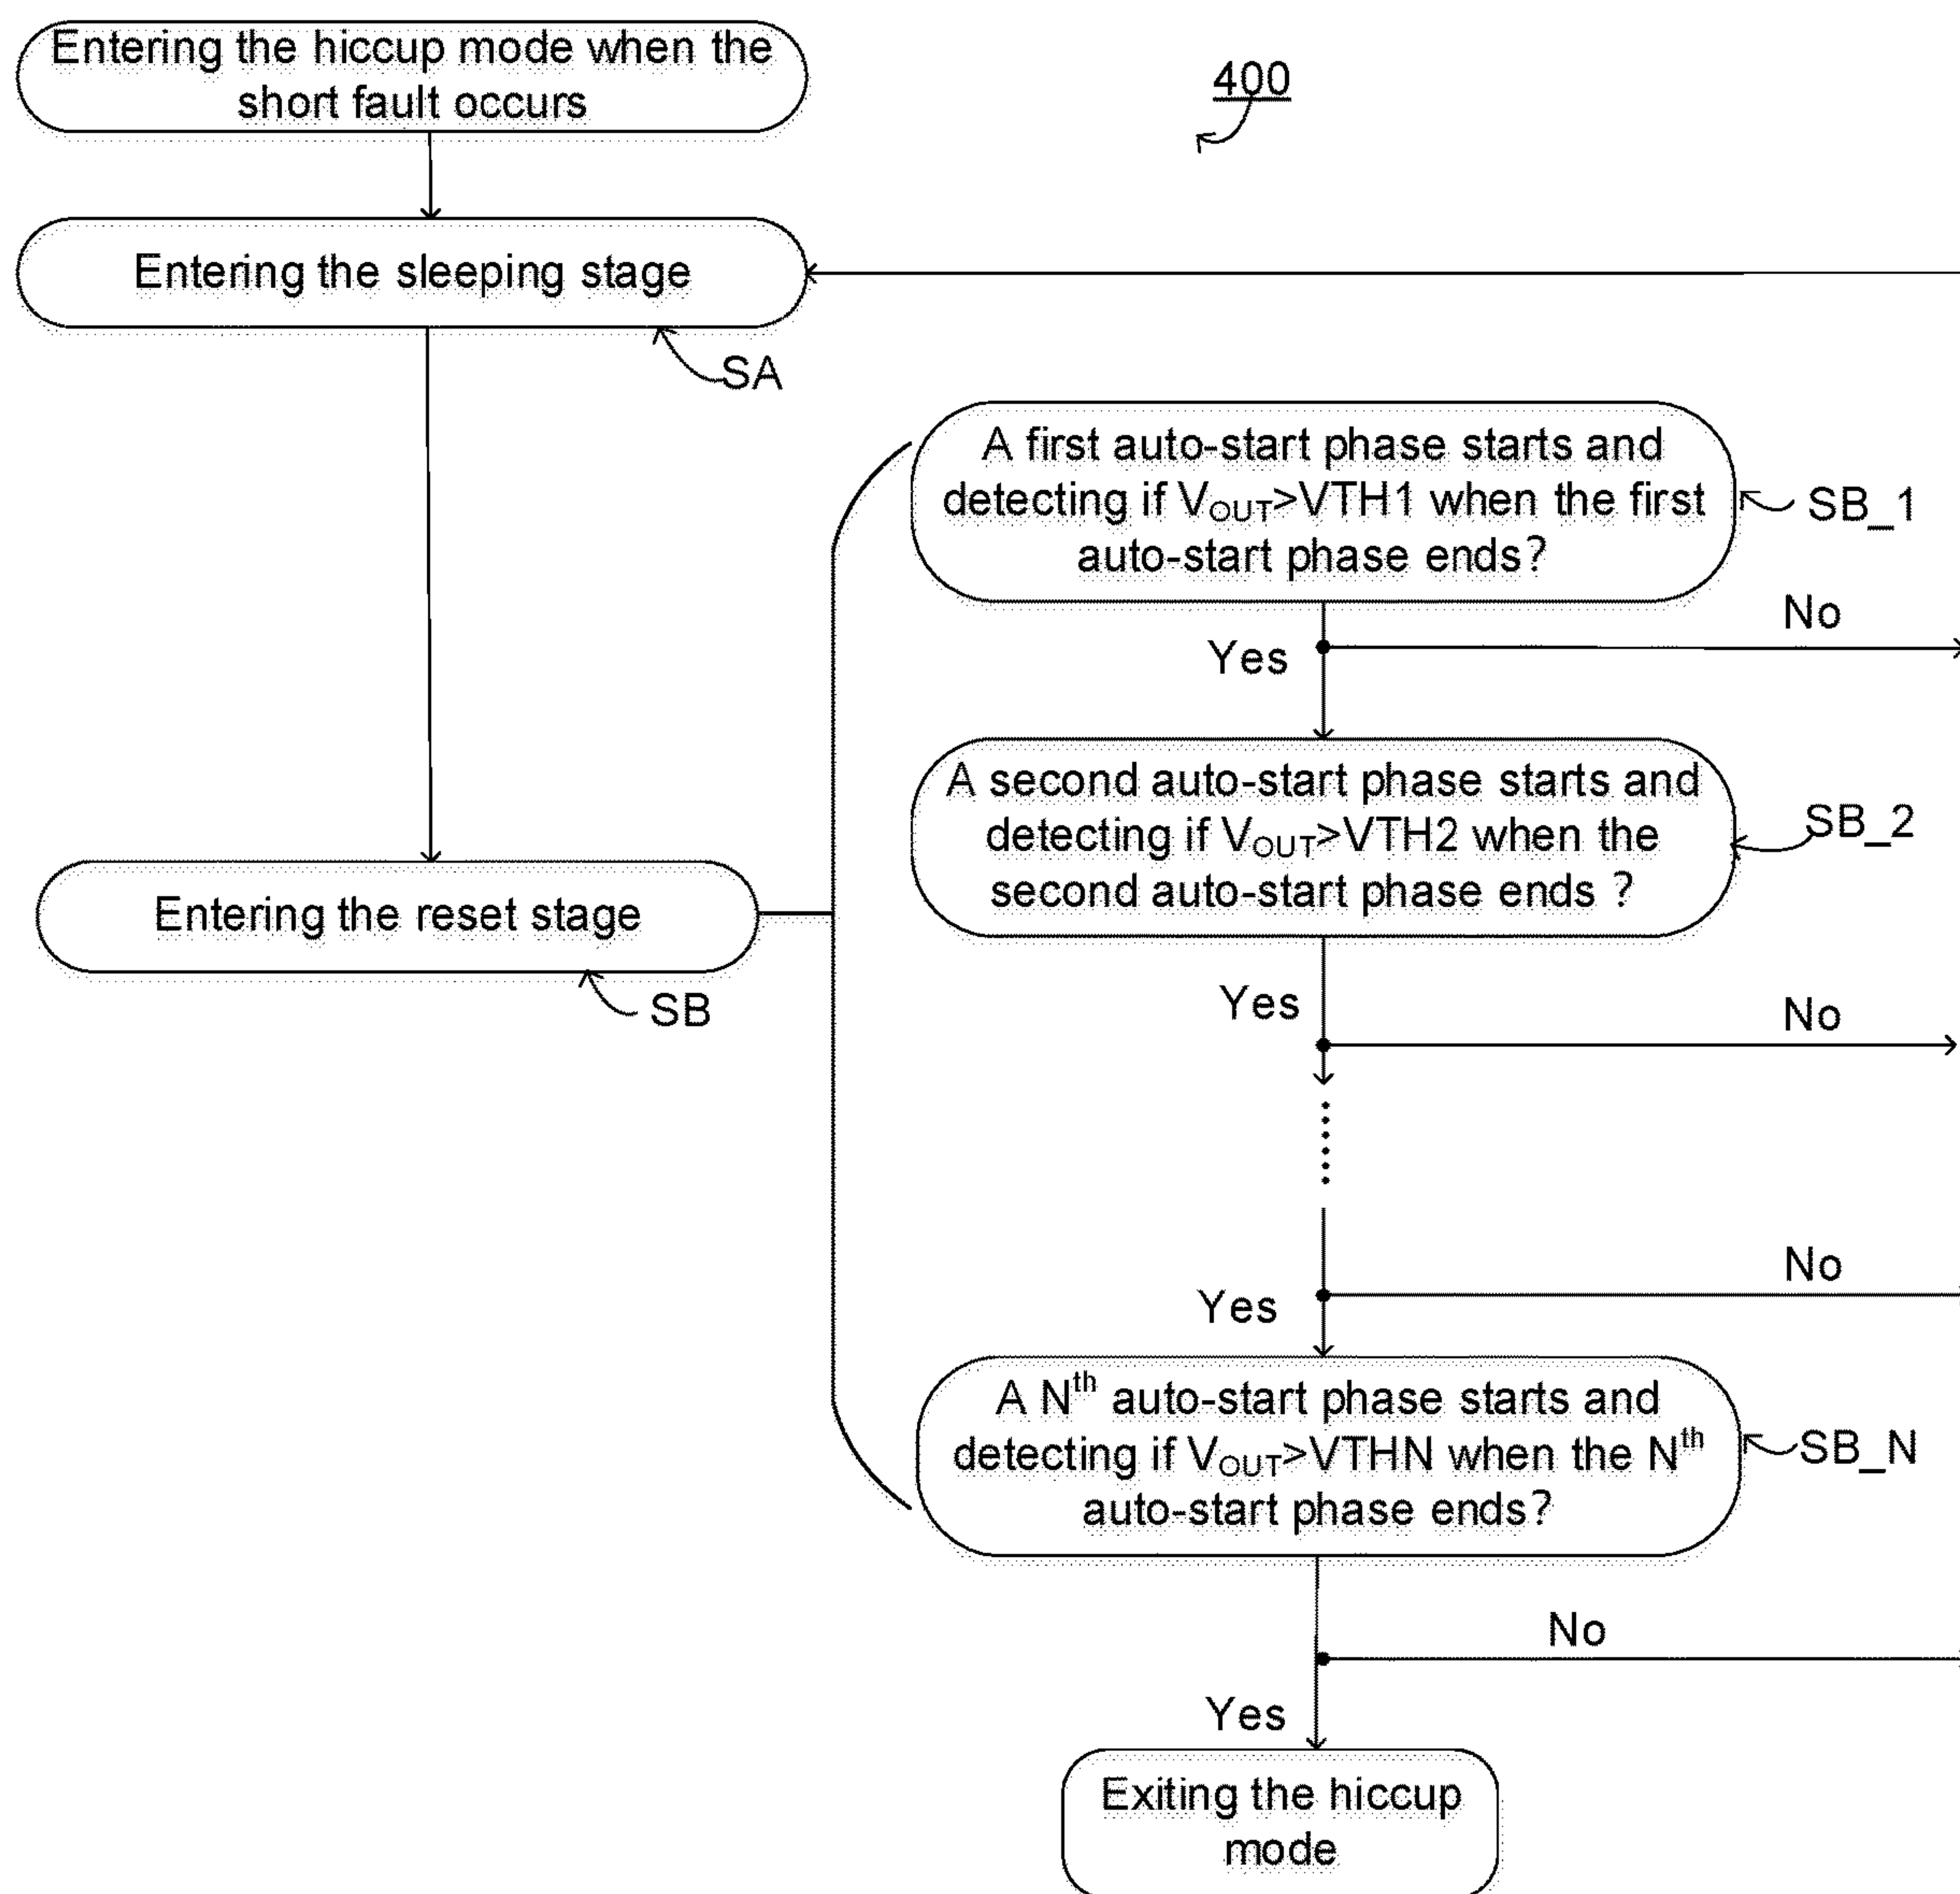 Entering the hiccup mode when the
short fault occurs
400
Entering the sleeping stage
SA
A first auto-start phase starts and
detecting if VOUT>VTH1 when the first
auto-start phase ends?
SB_1
No
Yes
A second auto-start phase starts and
detecting if VOUT>VTH2 when the
second auto-start phase ends ?
SB_2
Entering the reset stage
SB
Yes
No
No
Yes
A Nth auto-start phase starts and
detecting if VOUT>VTHN when the Nth
auto-start phase ends?
SB_N
No
Yes
Exiting the hiccup
mode